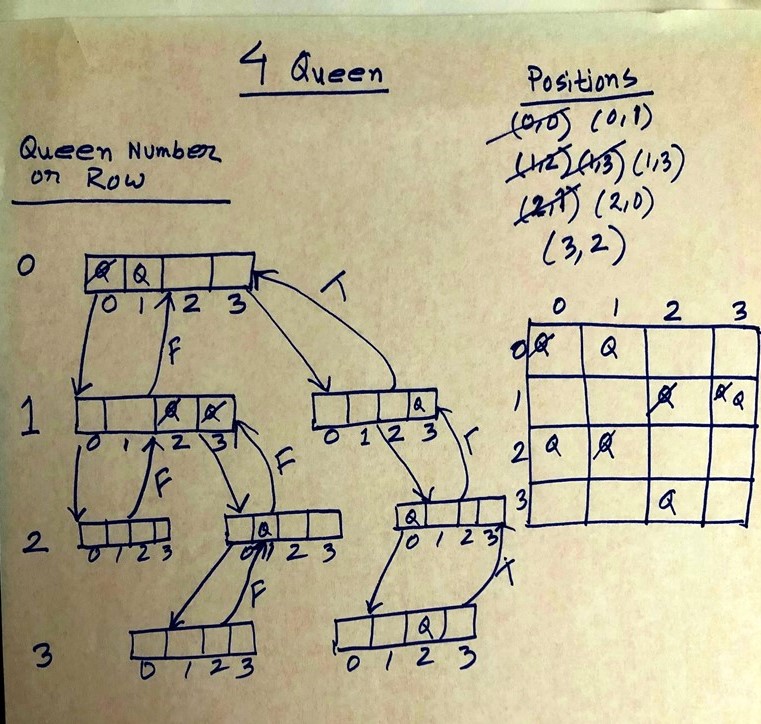 4 Queen
Positions
(0,0) (0,1)
(1,2) (1,3) (1,3)
(2,1) (2,0)
(3,2)
Queen Number
or Row
0
Q Q
0 1 2 3
F
T
1
Q Q
0 1 2 3
Q
0 1 2 3
F
F
T
2
0 1 2 3
Q
0 1 2 3
Q
0 1 2 3
F
T
3
0 1 2 3
Q
0 1 2 3
0 1 2 3
0 Q Q
1 Q Q Q
2 Q Q
3 Q